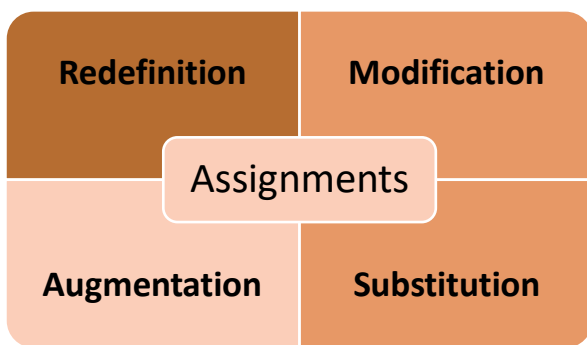 Redefinition
Modification
Assignments
Augmentation
Substitution